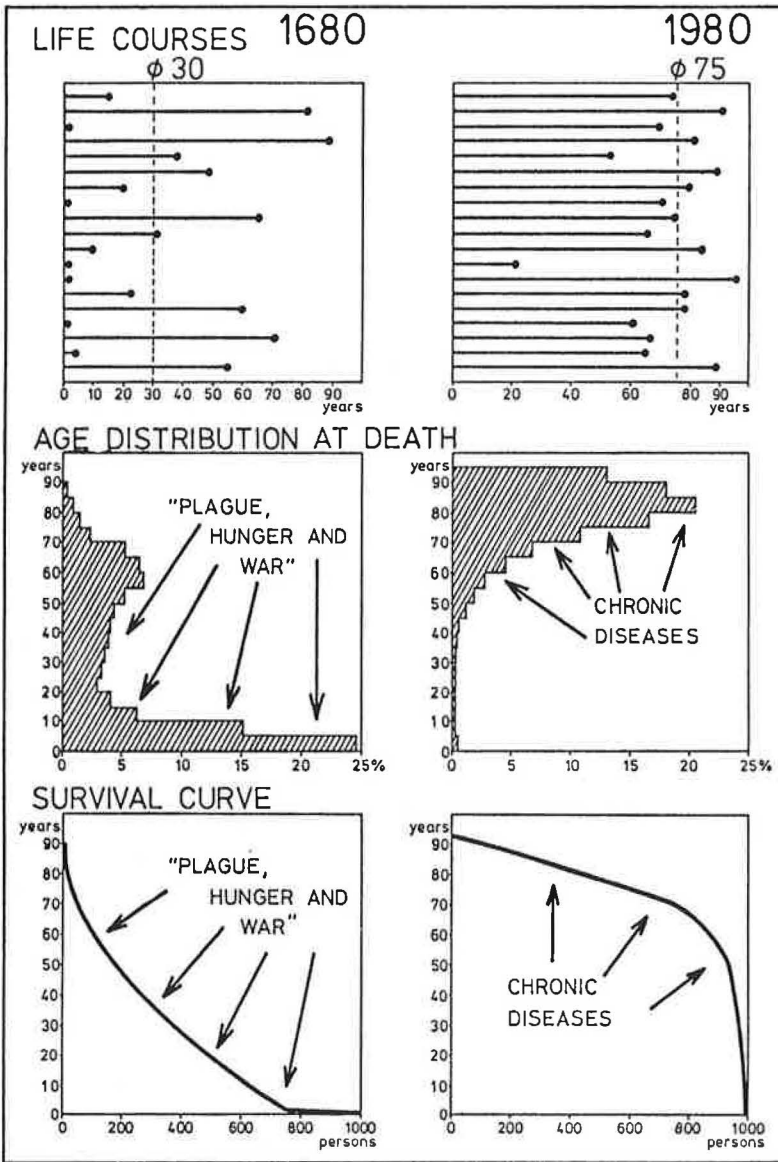 LIFE COURSES 1680 1980
ϕ 30 ϕ 75
0 10 20 30 40 50 60 70 80 90
years
0 20 40 60 80 90
years
AGE DISTRIBUTION AT DEATH
years
90
80
70
60
50
40
30
20
10
0
"PLAGUE,
HUNGER AND
WAR"
0 5 10 15 20 25%
years
90
80
70
60
50
40
30
20
10
0
CHRONIC
DISEASES
0 5 10 15 20 25%
SURVIVAL CURVE
years
90
80
70
60
50
40
30
20
10
0
"PLAGUE,
HUNGER AND
WAR"
0 200 400 600 800 1000
persons
years
90
80
70
60
50
40
30
20
10
0
CHRONIC
DISEASES
0 200 400 600 800 1000
persons